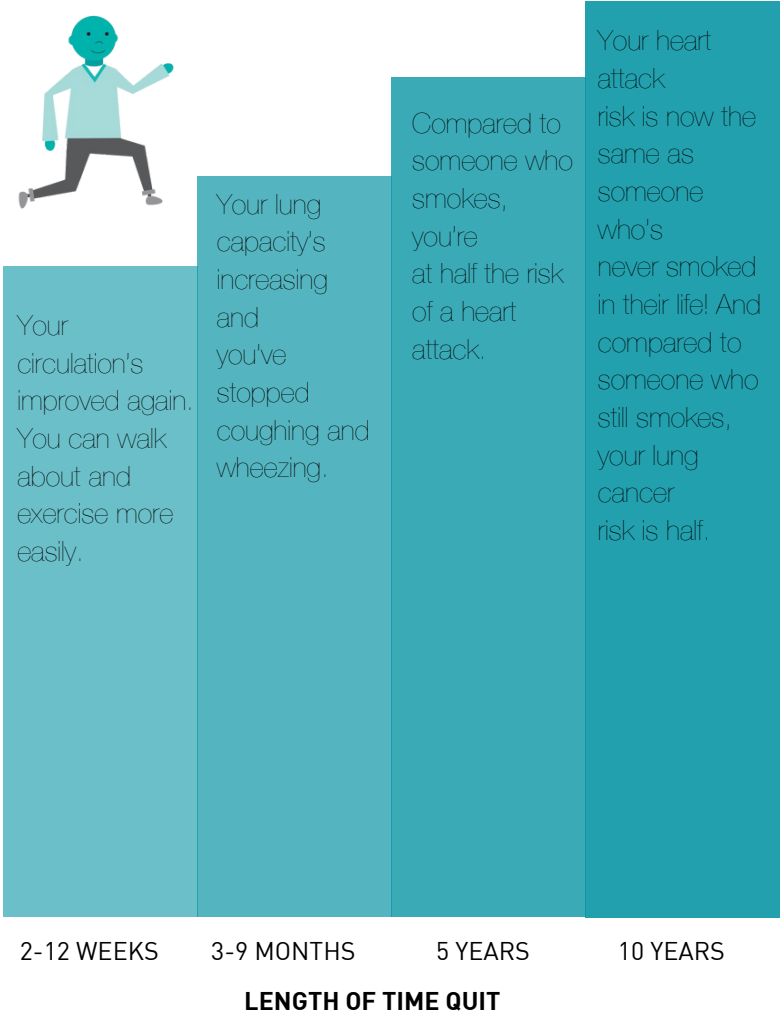 Your
circulation's
improved again.
You can walk
about and
exercise more
easily.
Your lung
capacity's
increasing
and
you've
stopped
coughing and
wheezing.
Compared to
someone who
smokes,
you're
at half the risk
of a heart
attack.
Your heart
attack
risk is now the
same as
someone
who's
never smoked
in their life! And
compared to
someone who
still smokes,
your lung
cancer
risk is half.
2-12 WEEKS
3-9 MONTHS
5 YEARS
10 YEARS
LENGTH OF TIME QUIT